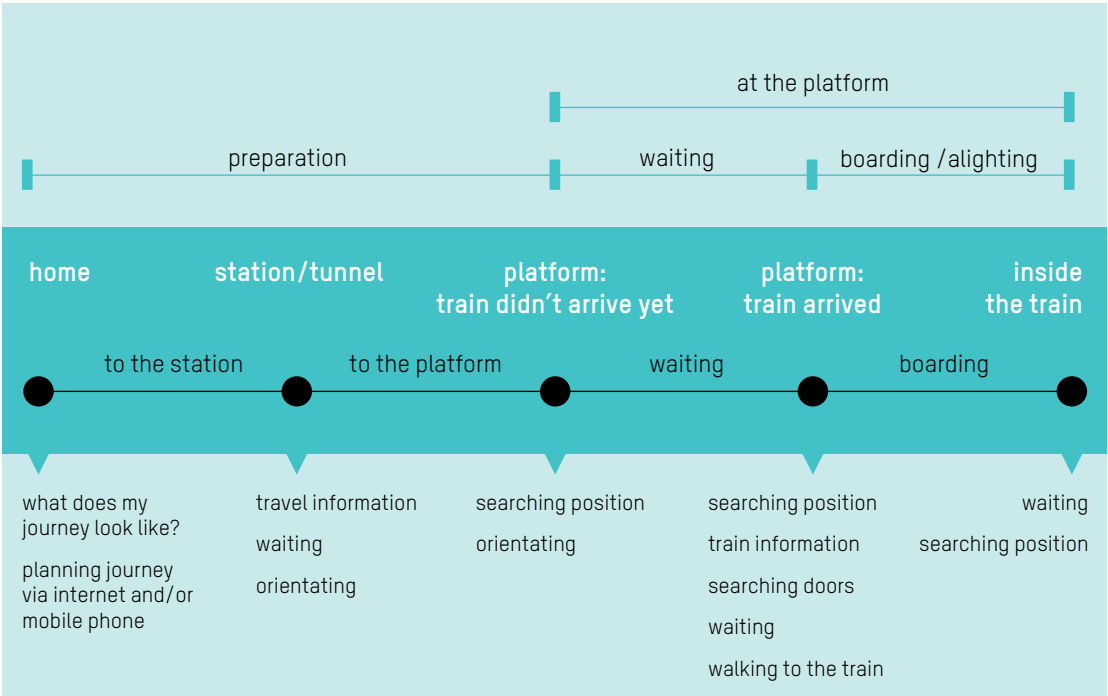 at the platform
preparation
waiting
boarding /alighting
home
station/tunnel
platform:
train didn't arrive yet
platform:
train arrived
inside
the train
to the station
to the platform
waiting
boarding
what does my
journey look like?
planning journey
via internet and/or
mobile phone
travel information
waiting
orientating
searching position
orientating
searching position
train information
searching doors
waiting
walking to the train
waiting
searching position